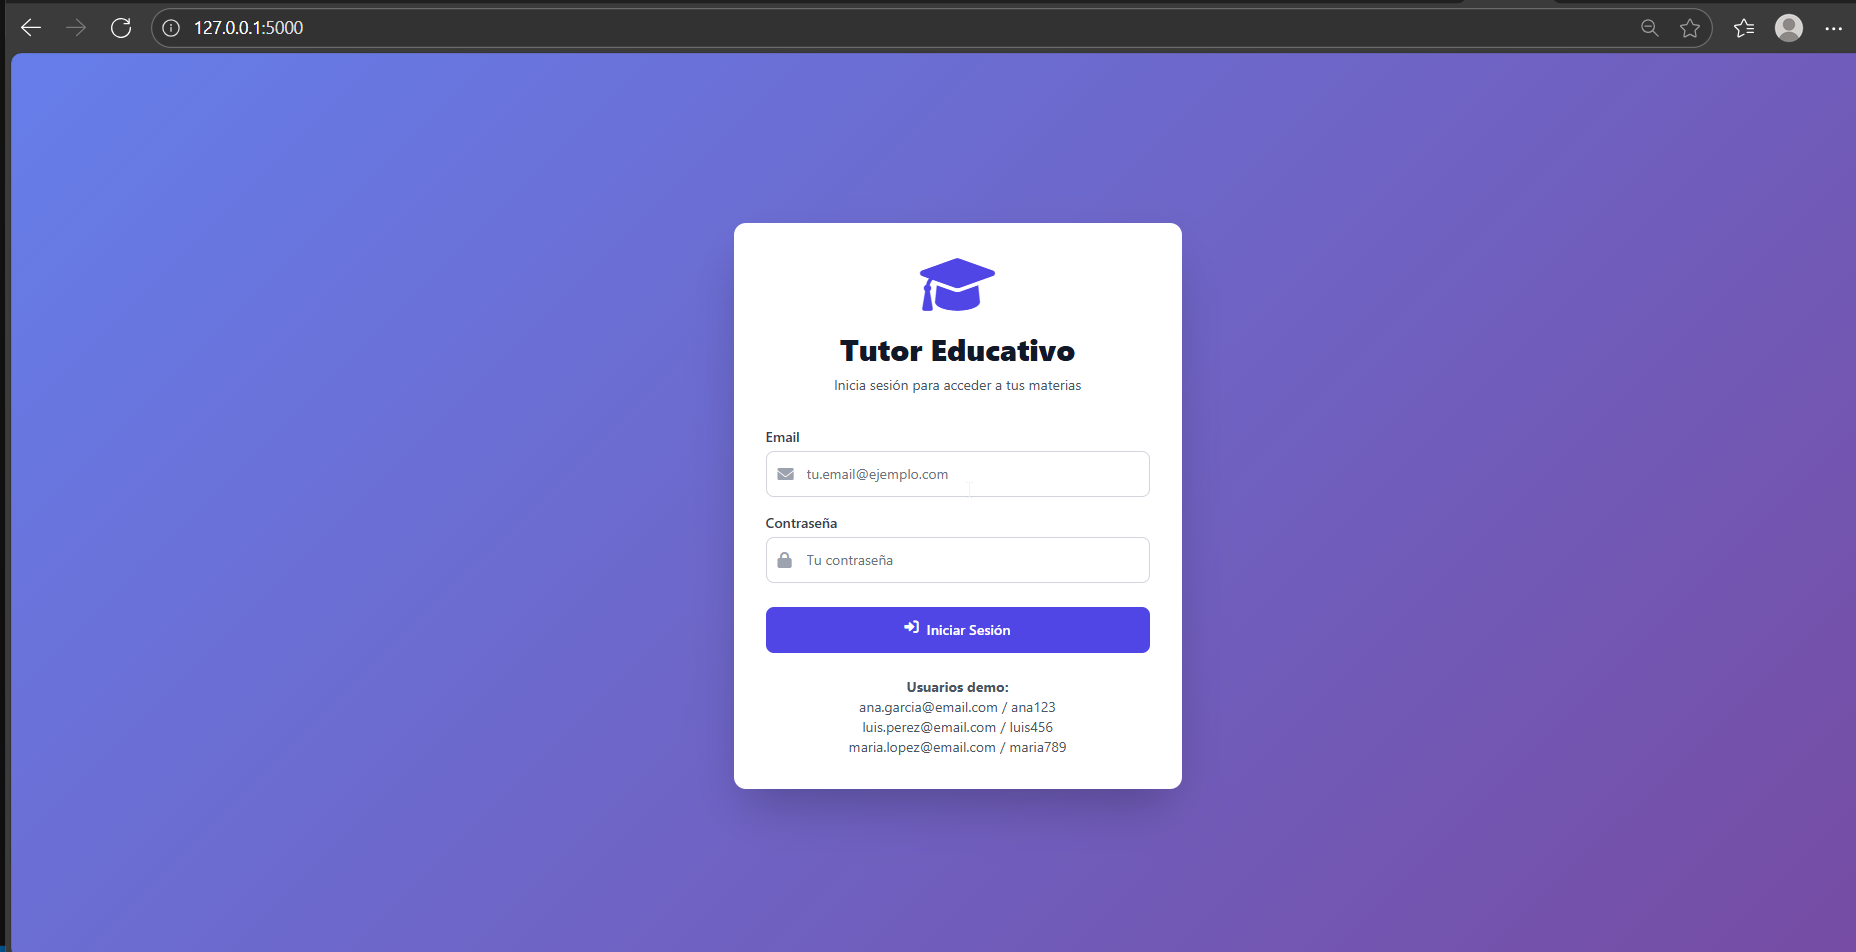 127.0.0.1:5000
Tutor Educativo
Inicia sesión para acceder a tus materias
Email
tu.email@ejemplo.com
Contraseña
Tu contraseña
Iniciar Sesión
Usuarios demo:
ana.garcia@email.com / ana123
luis.perez@email.com / luis456
maria.lopez@email.com / maria789